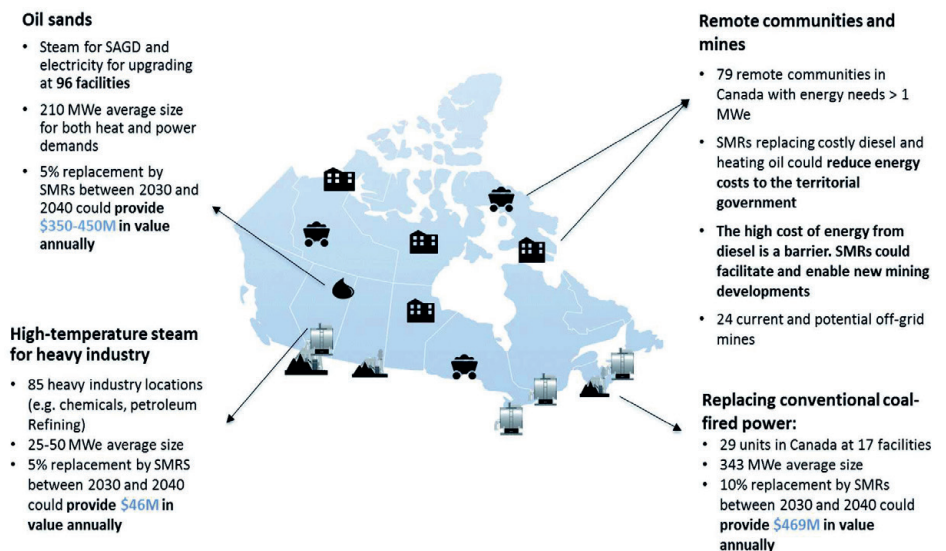 Oil sands
• Steam for SAGD and
electricity for upgrading
at 96 facilities
• 210 MWe average size
for both heat and power
demands
• 5% replacement by
SMRs between 2030 and
2040 could provide
$350-450M in value
annually
High-temperature steam
for heavy industry
• 85 heavy industry locations
(e.g. chemicals, petroleum
Refining)
• 25-50 MWe average size
• 5% replacement by SMRS
between 2030 and 2040
could provide $46M in
value annually
Remote communities and
mines
• 79 remote communities in
Canada with energy needs > 1
MWe
• SMRs replacing costly diesel and
heating oil could reduce energy
costs to the territorial
government
• The high cost of energy from
diesel is a barrier. SMRs could
facilitate and enable new mining
developments
• 24 current and potential off-grid
mines
Replacing conventional coal-
fired power:
• 29 units in Canada at 17 facilities
• 343 MWe average size
• 10% replacement by SMRs
between 2030 and 2040 could
provide $469M in value
annually